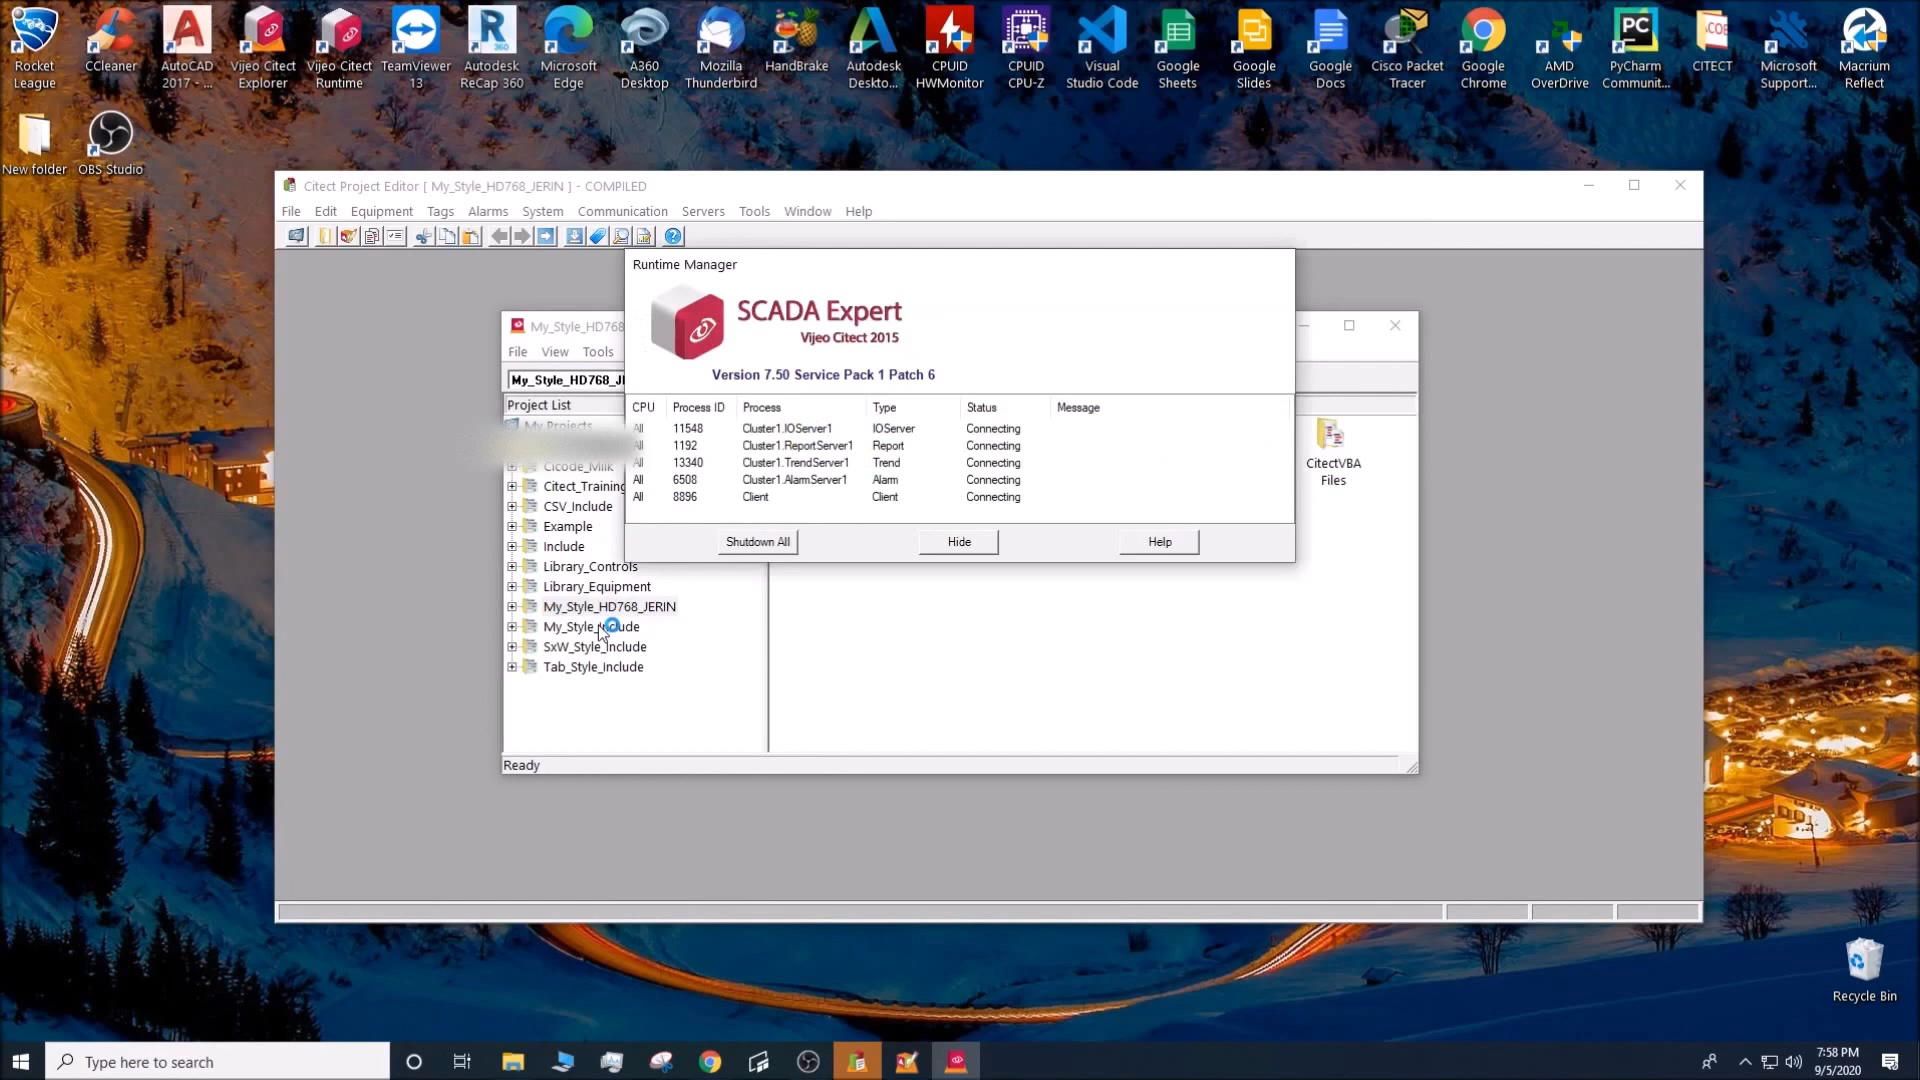 Rocket League
CCleaner
AutoCAD 2017 - ...
Vijeo Citect Explorer
Vijeo Citect Runtime
TeamViewer 13
Autodesk ReCap 360
Microsoft Edge
A360 Desktop
Mozilla Thunderbird
HandBrake
Autodesk Deskto...
CPUID HWMonitor
CPUID CPU-Z
Visual Studio Code
Google Sheets
Google Slides
Google Docs
Cisco Packet Tracer
Google Chrome
AMD OverDrive
PyCharm Communit...
CITECT
Microsoft Support...
Macrium Reflect
New folder
OBS Studio
Citect Project Editor [ My_Style_HD768_JERIN ] - COMPILED
File Edit Equipment Tags Alarms System Communication Servers Tools Window Help
Runtime Manager
SCADA Expert
Vijeo Citect 2015
Version 7.50 Service Pack 1 Patch 6
CPU Process ID Process Type Status Message
All 11548 Cluster1.IOServer1 IOServer Connecting
All 1192 Cluster1.ReportServer1 Report Connecting
All 13340 Cluster1.TrendServer1 Trend Connecting
All 6508 Cluster1.AlarmServer1 Alarm Connecting
All 8896 Client Client Connecting
Shutdown All Hide Help
My_Style_HD768
File View Tools
My_Style_HD768_J
Project List
My Projects
Cicode_Milk
Citect_Training
CSV_Include
Example
Include
Library_Controls
Library_Equipment
My_Style_HD768_JERIN
My_Style_Include
SxW_Style_Include
Tab_Style_Include
CitectVBA Files
Ready
Recycle Bin
Type here to search
7:58 PM
9/5/2020